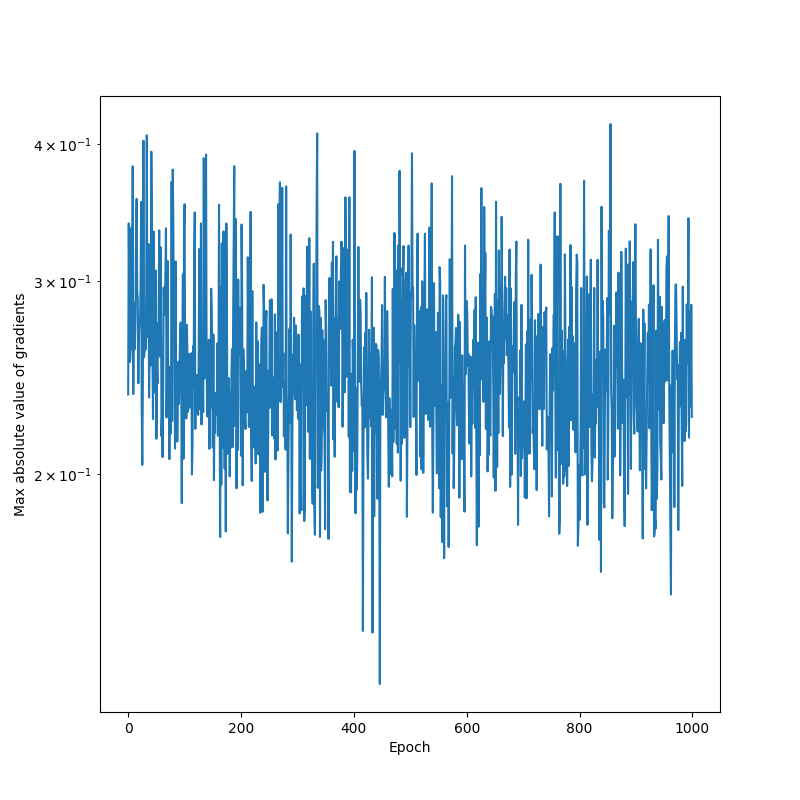 Max absolute value of gradients
4 × 10⁻¹
3 × 10⁻¹
2 × 10⁻¹
0 200 400 600 800 1000
Epoch